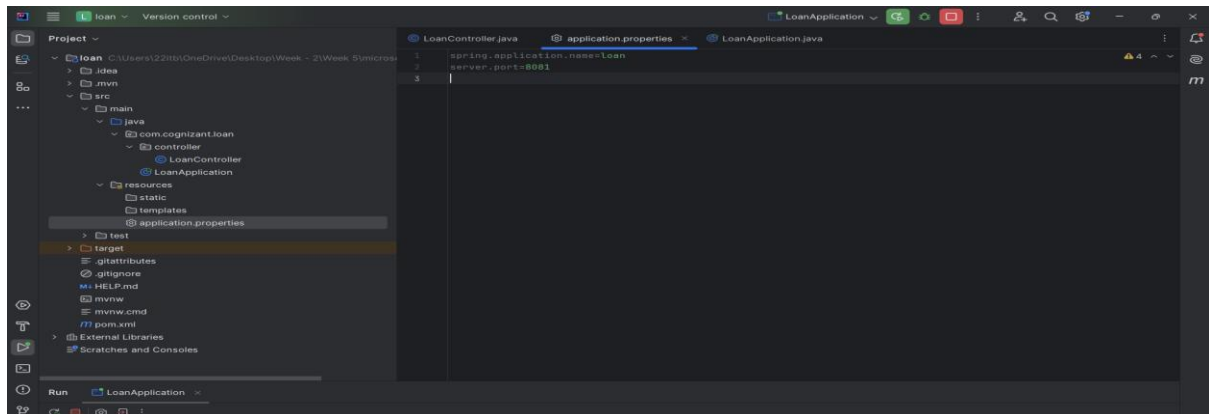 loan Version control LoanApplication
Project
LoanController.java application.properties LoanApplication.java
loan C:\Users\22itb\OneDrive\Desktop\Week - 2\Week 5\micros
.idea
.mvn
src
main
java
com.cognizant.loan
controller
LoanController
LoanApplication
resources
static
templates
application.properties
test
target
.gitattributes
.gitignore
HELP.md
mvnw
mvnw.cmd
pom.xml
External Libraries
Scratches and Consoles
1 spring.application.name=loan
2 server.port=8081
3
4
Run LoanApplication